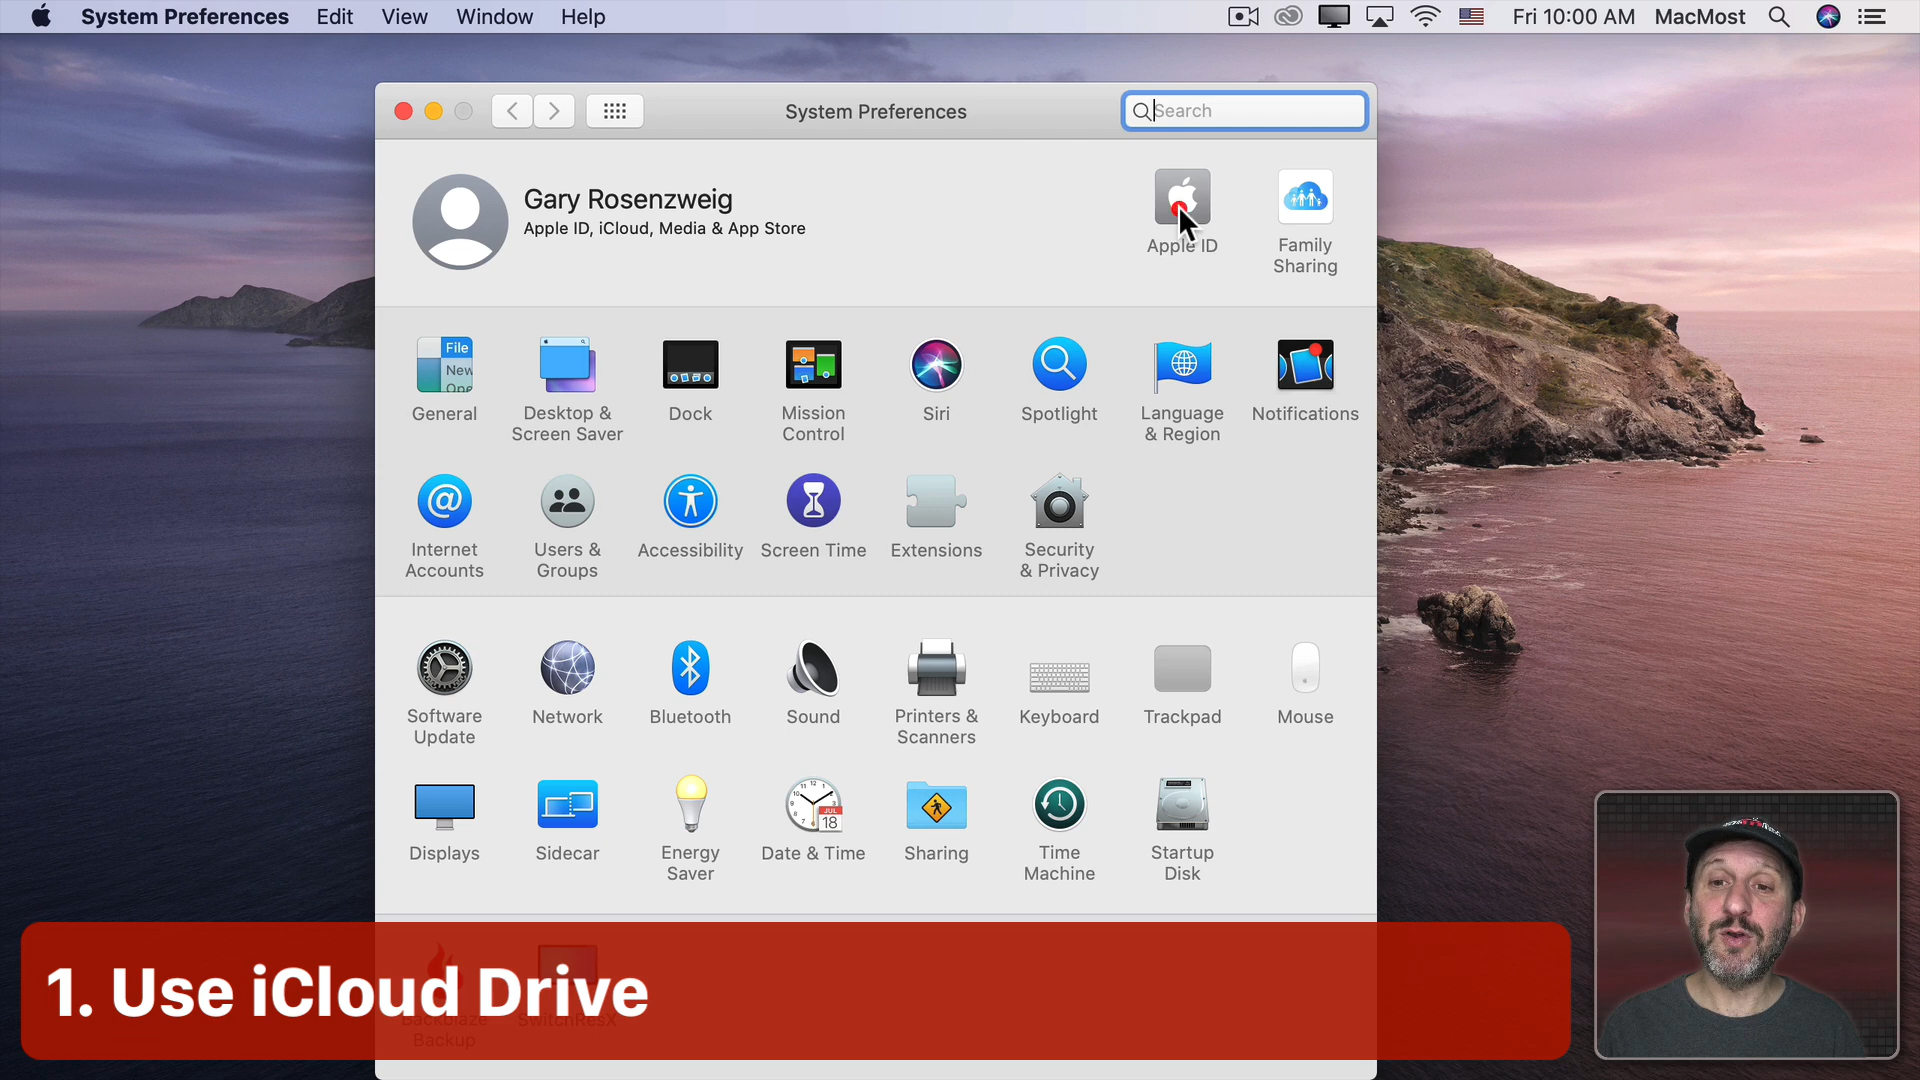 System Preferences Edit View Window Help Fri 10:00 AM MacMost
System Preferences
Search
Gary Rosenzweig
Apple ID, iCloud, Media & App Store
Apple ID
Family
Sharing
File
New
One
General
Desktop &
Screen Saver
Dock
Mission
Control
Siri
Spotlight
Language
& Region
Notifications
Internet
Accounts
Users &
Groups
Accessibility
Screen Time
Extensions
Security
& Privacy
Software
Update
Network
Bluetooth
Sound
Printers &
Scanners
Keyboard
Trackpad
Mouse
Displays
Sidecar
Energy
Saver
JUL
18
Date & Time
Sharing
Time
Machine
Startup
Disk
1. Use iCloud Drive
Backblaze
Backup
SwitchResX